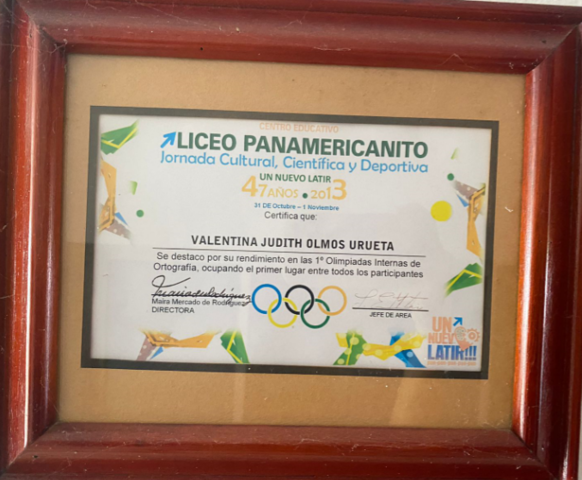 CENTRO EDUCATIVO
LICEO PANAMERICANITO
Jornada Cultural, Científica y Deportiva
UN NUEVO LATIR
47 AÑOS • 2013
31 DE Octubre – 1 Noviembre
Certifica que:
VALENTINA JUDITH OLMOS URUETA
Se destaco por su rendimiento en las 1º Olimpiadas Internas de
Ortografía, ocupando el primer lugar entre todos los participantes
Maira Mercado de Rodríguez
DIRECTORA
JEFE DE AREA
UN
NUEVO
LATIR!!!